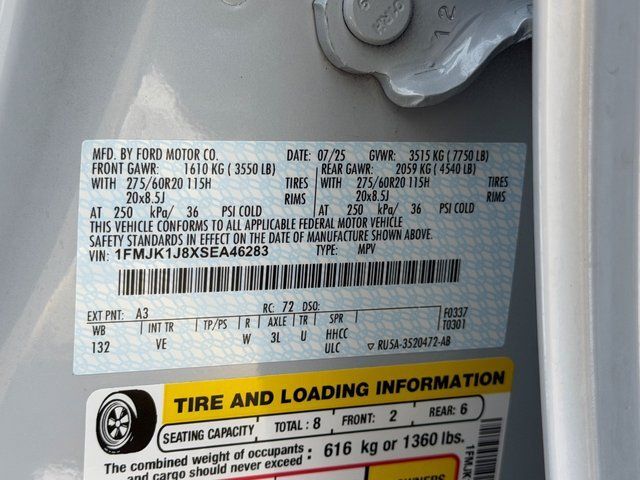 12
MFD. BY FORD MOTOR CO. DATE: 07/25 GVWR: 3515 KG (7750 LB)
FRONT GAWR: 1610 KG (3550 LB) REAR GAWR: 2059 KG (4540 LB)
WITH 275/60R20 115H TIRES WITH 275/60R20 115H TIRES
20x8.5J RIMS 20x8.5J RIMS
AT 250 kPa/ 36 PSI COLD AT 250 kPa/ 36 PSI COLD
THIS VEHICLE CONFORMS TO ALL APPLICABLE FEDERAL MOTOR VEHICLE
SAFETY STANDARDS IN EFFECT ON THE DATE OF MANUFACTURE SHOWN ABOVE.
VIN: 1FMJK1J8XSEA46283 TYPE: MPV
EXT PNT: A3 RC: 72 DSO:
WB INT TR TP/PS R AXLE TR SPR F0337
132 VE W 3L U HHCC T0301
ULC ▽ RU5A-3520472-AB
TIRE AND LOADING INFORMATION
SEATING CAPACITY TOTAL : 8 FRONT: 2 REAR: 6
The combined weight of occupants and cargo should never exceed : 616 kg or 1360 lbs.
1FMJK
OWNERS